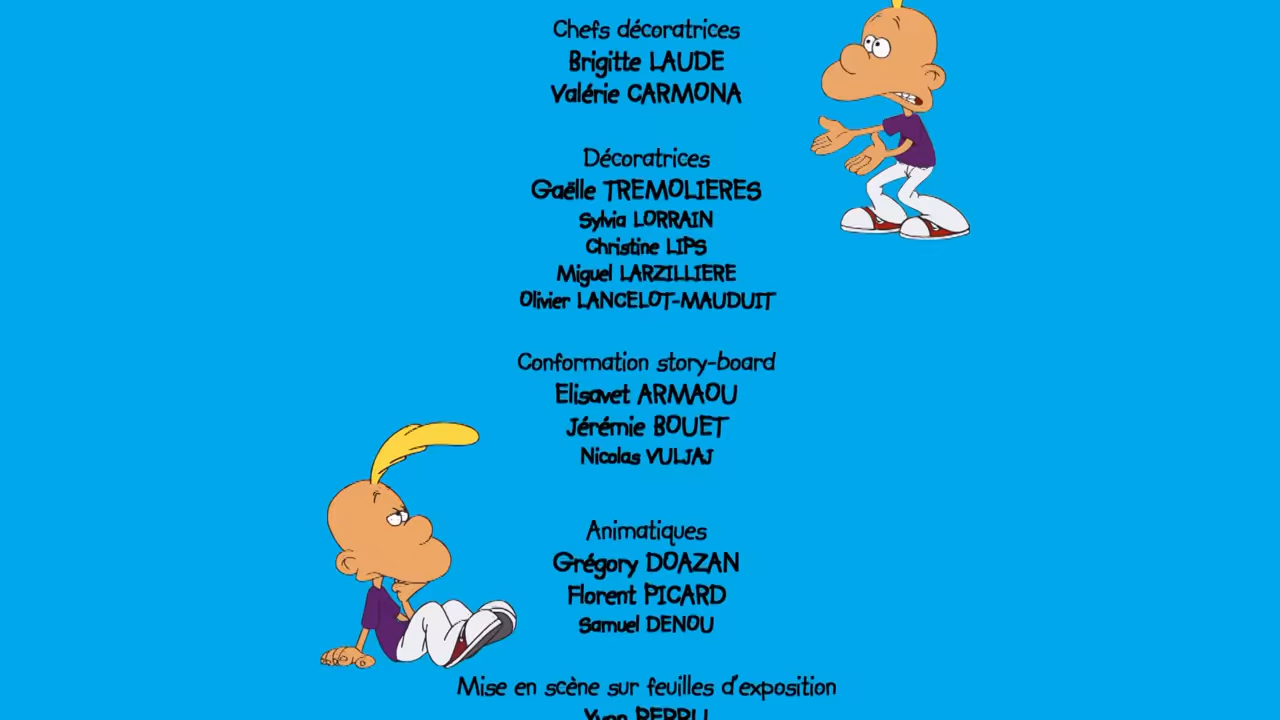 Chefs décoratrices
Brigitte LAUDE
Valérie CARMONA
Décoratrices
Gaëlle TREMOLIERES
Sylvia LORRAIN
Christine LIPS
Miguel LARZILLIERE
Olivier LANCELOT-MAUDUIT
Conformation story-board
Elisavet ARMAOU
Jérémie BOUET
Nicolas VULJAJ
Animatiques
Grégory DOAZAN
Florent PICARD
Samuel DENOU
Mise en scène sur feuilles d'exposition